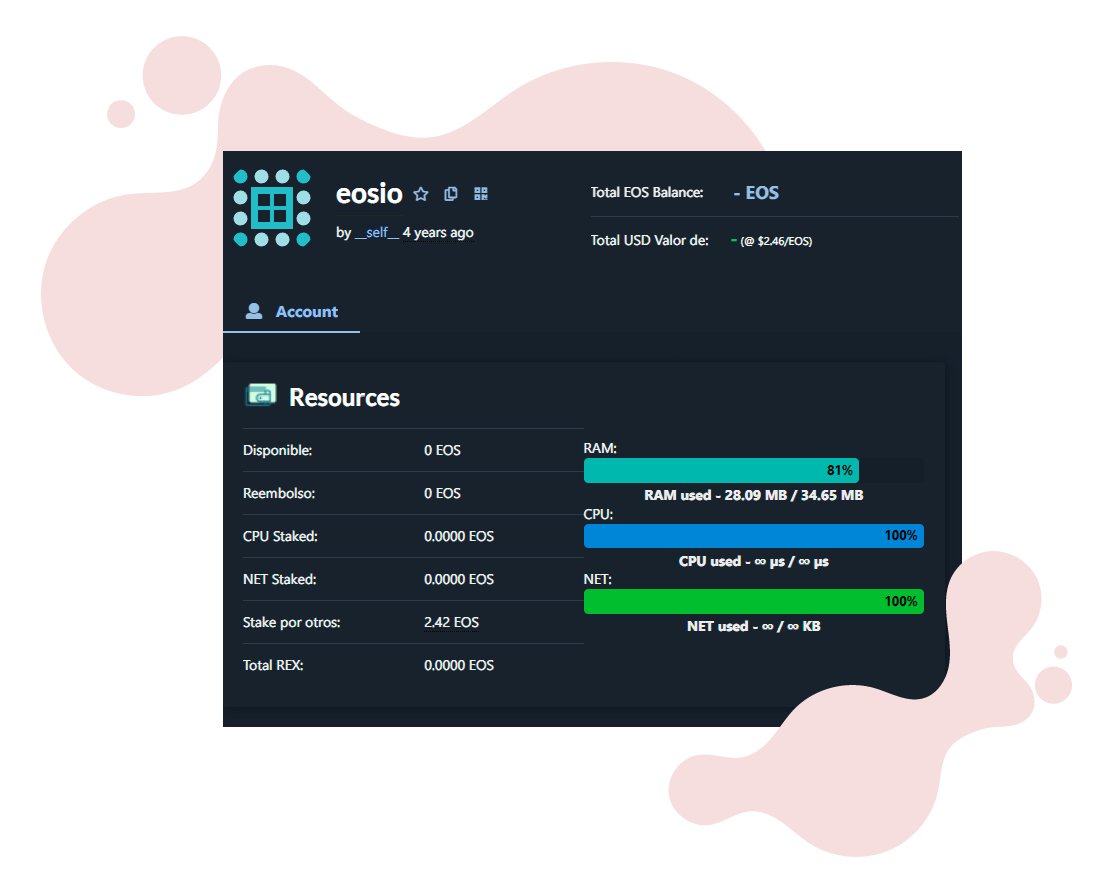 eosio
by __self__ 4 years ago
Total EOS Balance: - EOS
Total USD Valor de: - (@ $2.46/EOS)
Account
Resources
Disponible: 0 EOS
Reembolso: 0 EOS
CPU Staked: 0.0000 EOS
NET Staked: 0.0000 EOS
Stake por otros: 2.42 EOS
Total REX: 0.0000 EOS
RAM:
81%
RAM used - 28.09 MB / 34.65 MB
CPU:
100%
CPU used - ∞ µs / ∞ µs
NET:
100%
NET used - ∞ / ∞ KB